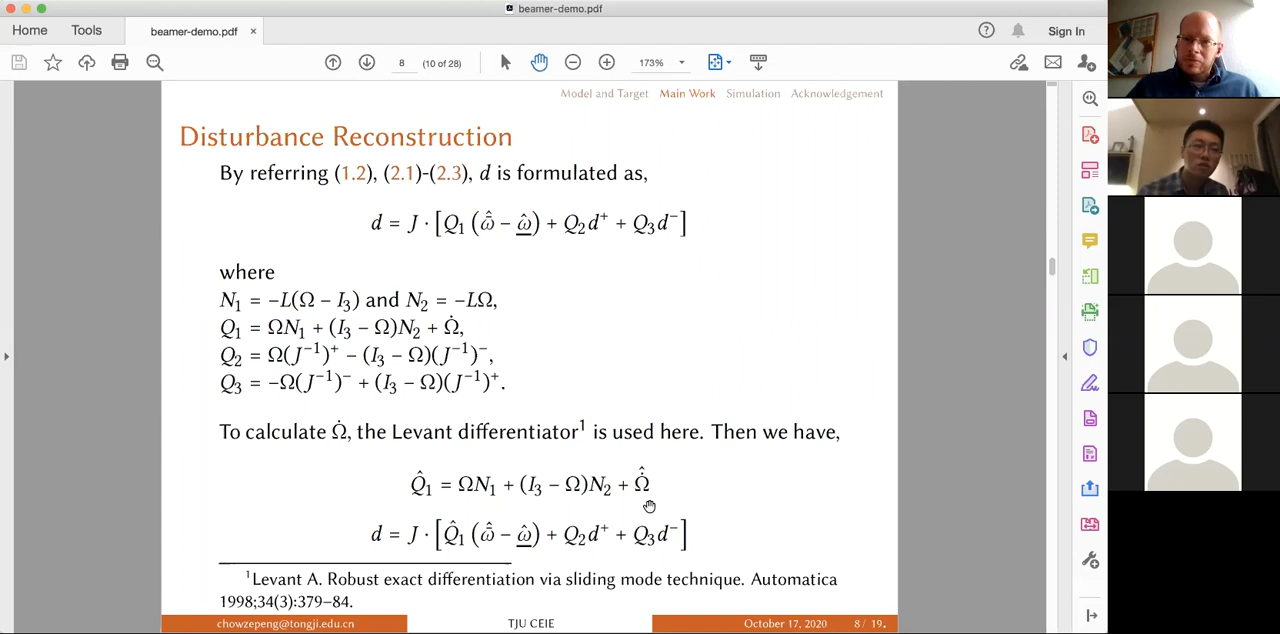 beamer-demo.pdf
Home Tools beamer-demo.pdf × Sign In
8 (10 of 28) 173%
Model and Target Main Work Simulation Acknowledgement
Disturbance Reconstruction
By referring (1.2), (2.1)-(2.3), d is formulated as,
d = J · [Q₁ (ω̄̂ − ω̲̂) + Q₂d⁺ + Q₃d⁻]
where
N₁ = −L(Ω − I₃) and N₂ = −LΩ,
Q₁ = ΩN₁ + (I₃ − Ω)N₂ + Ω̇,
Q₂ = Ω(J⁻¹)⁺ − (I₃ − Ω)(J⁻¹)⁻,
Q₃ = −Ω(J⁻¹)⁻ + (I₃ − Ω)(J⁻¹)⁺.
To calculate Ω̇, the Levant differentiator¹ is used here. Then we have,
Q̂₁ = ΩN₁ + (I₃ − Ω)N₂ + Ω̇̂
d = J · [Q̂₁ (ω̄̂ − ω̲̂) + Q₂d⁺ + Q₃d⁻]
¹Levant A. Robust exact differentiation via sliding mode technique. Automatica
1998;34(3):379–84.
chowzepeng@tongji.edu.cn TJU CEIE October 17, 2020 8 / 19.